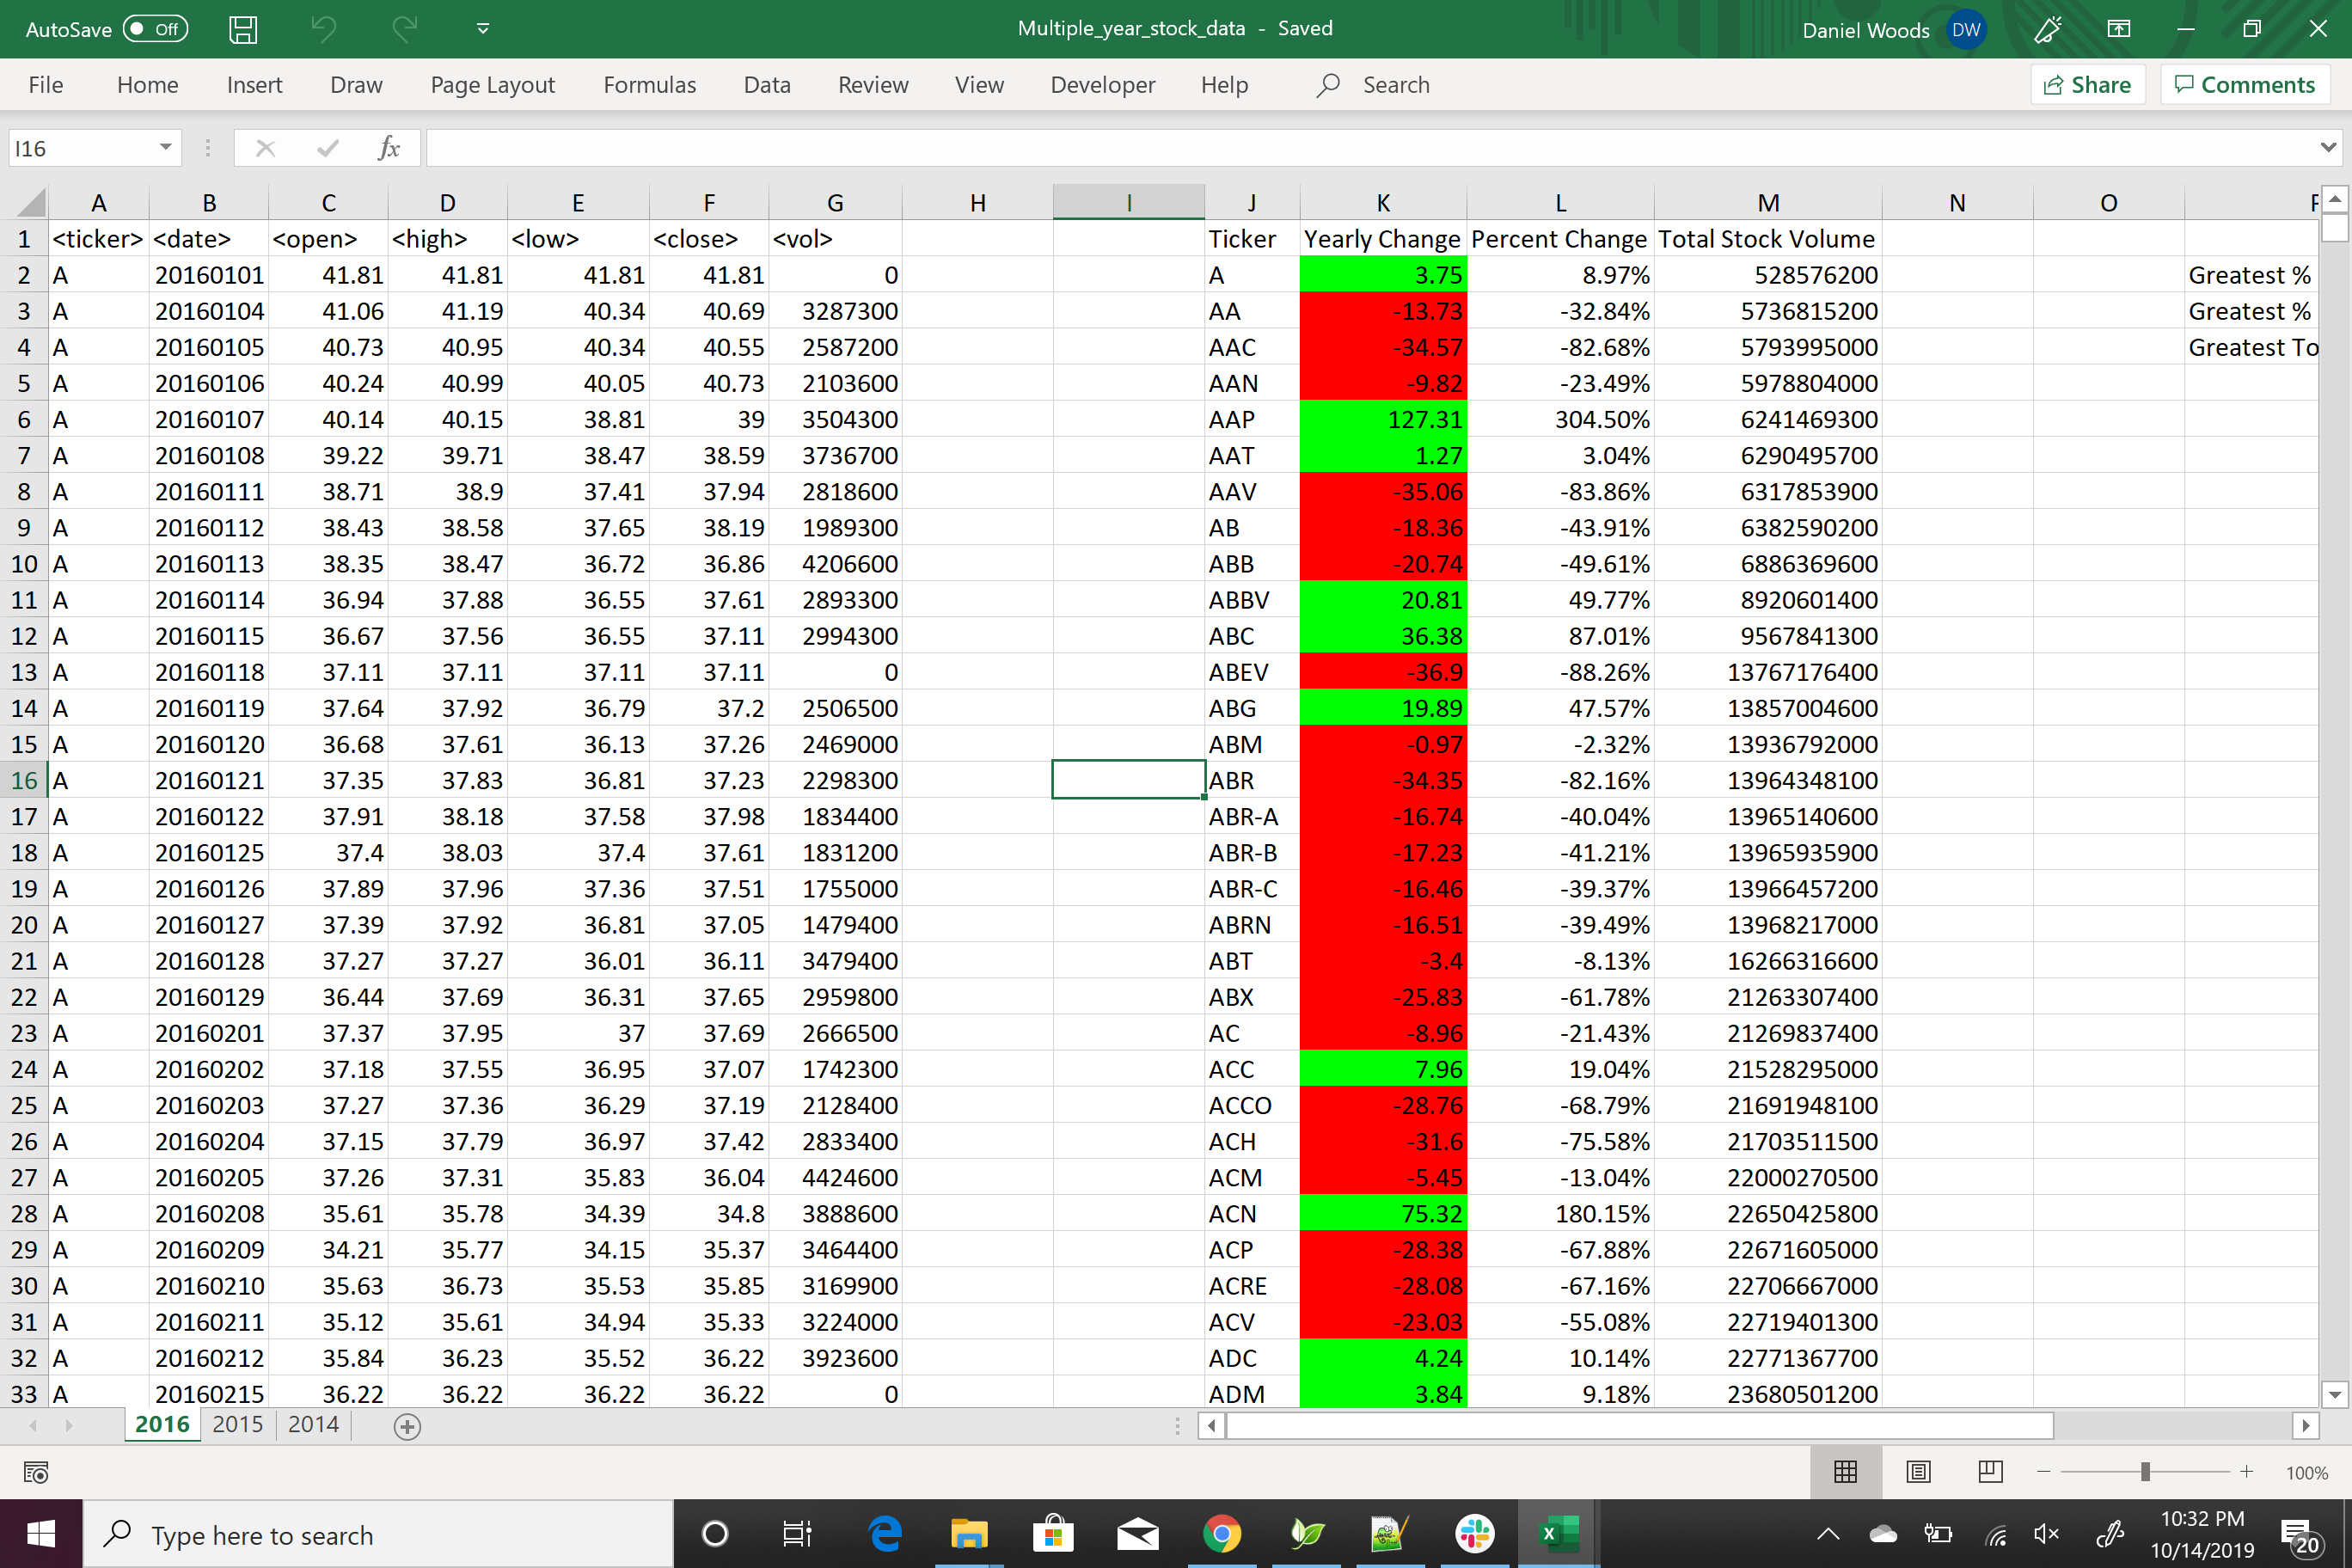 AutoSave Off Multiple_year_stock_data - Saved Daniel Woods DW
File Home Insert Draw Page Layout Formulas Data Review View Developer Help Search Share Comments
I16 fx
A B C D E F G H I J K L M N O
1 <ticker> <date> <open> <high> <low> <close> <vol> Ticker Yearly Change Percent Change Total Stock Volume
2 A 20160101 41.81 41.81 41.81 41.81 0 A 3.75 8.97% 528576200 Greatest %
3 A 20160104 41.06 41.19 40.34 40.69 3287300 AA -13.73 -32.84% 5736815200 Greatest %
4 A 20160105 40.73 40.95 40.34 40.55 2587200 AAC -34.57 -82.68% 5793995000 Greatest To
5 A 20160106 40.24 40.99 40.05 40.73 2103600 AAN -9.82 -23.49% 5978804000
6 A 20160107 40.14 40.15 38.81 39 3504300 AAP 127.31 304.50% 6241469300
7 A 20160108 39.22 39.71 38.47 38.59 3736700 AAT 1.27 3.04% 6290495700
8 A 20160111 38.71 38.9 37.41 37.94 2818600 AAV -35.06 -83.86% 6317853900
9 A 20160112 38.43 38.58 37.65 38.19 1989300 AB -18.36 -43.91% 6382590200
10 A 20160113 38.35 38.47 36.72 36.86 4206600 ABB -20.74 -49.61% 6886369600
11 A 20160114 36.94 37.88 36.55 37.61 2893300 ABBV 20.81 49.77% 8920601400
12 A 20160115 36.67 37.56 36.55 37.11 2994300 ABC 36.38 87.01% 9567841300
13 A 20160118 37.11 37.11 37.11 37.11 0 ABEV -36.9 -88.26% 13767176400
14 A 20160119 37.64 37.92 36.79 37.2 2506500 ABG 19.89 47.57% 13857004600
15 A 20160120 36.68 37.61 36.13 37.26 2469000 ABM -0.97 -2.32% 13936792000
16 A 20160121 37.35 37.83 36.81 37.23 2298300 ABR -34.35 -82.16% 13964348100
17 A 20160122 37.91 38.18 37.58 37.98 1834400 ABR-A -16.74 -40.04% 13965140600
18 A 20160125 37.4 38.03 37.4 37.61 1831200 ABR-B -17.23 -41.21% 13965935900
19 A 20160126 37.89 37.96 37.36 37.51 1755000 ABR-C -16.46 -39.37% 13966457200
20 A 20160127 37.39 37.92 36.81 37.05 1479400 ABRN -16.51 -39.49% 13968217000
21 A 20160128 37.27 37.27 36.01 36.11 3479400 ABT -3.4 -8.13% 16266316600
22 A 20160129 36.44 37.69 36.31 37.65 2959800 ABX -25.83 -61.78% 21263307400
23 A 20160201 37.37 37.95 37 37.69 2666500 AC -8.96 -21.43% 21269837400
24 A 20160202 37.18 37.55 36.95 37.07 1742300 ACC 7.96 19.04% 21528295000
25 A 20160203 37.27 37.36 36.29 37.19 2128400 ACCO -28.76 -68.79% 21691948100
26 A 20160204 37.15 37.79 36.97 37.42 2833400 ACH -31.6 -75.58% 21703511500
27 A 20160205 37.26 37.31 35.83 36.04 4424600 ACM -5.45 -13.04% 22000270500
28 A 20160208 35.61 35.78 34.39 34.8 3888600 ACN 75.32 180.15% 22650425800
29 A 20160209 34.21 35.77 34.15 35.37 3464400 ACP -28.38 -67.88% 22671605000
30 A 20160210 35.63 36.73 35.53 35.85 3169900 ACRE -28.08 -67.16% 22706667000
31 A 20160211 35.12 35.61 34.94 35.33 3224000 ACV -23.03 -55.08% 22719401300
32 A 20160212 35.84 36.23 35.52 36.22 3923600 ADC 4.24 10.14% 22771367700
33 A 20160215 36.22 36.22 36.22 36.22 0 ADM 3.84 9.18% 23680501200
2016 2015 2014
100%
Type here to search 10:32 PM
10/14/2019 20